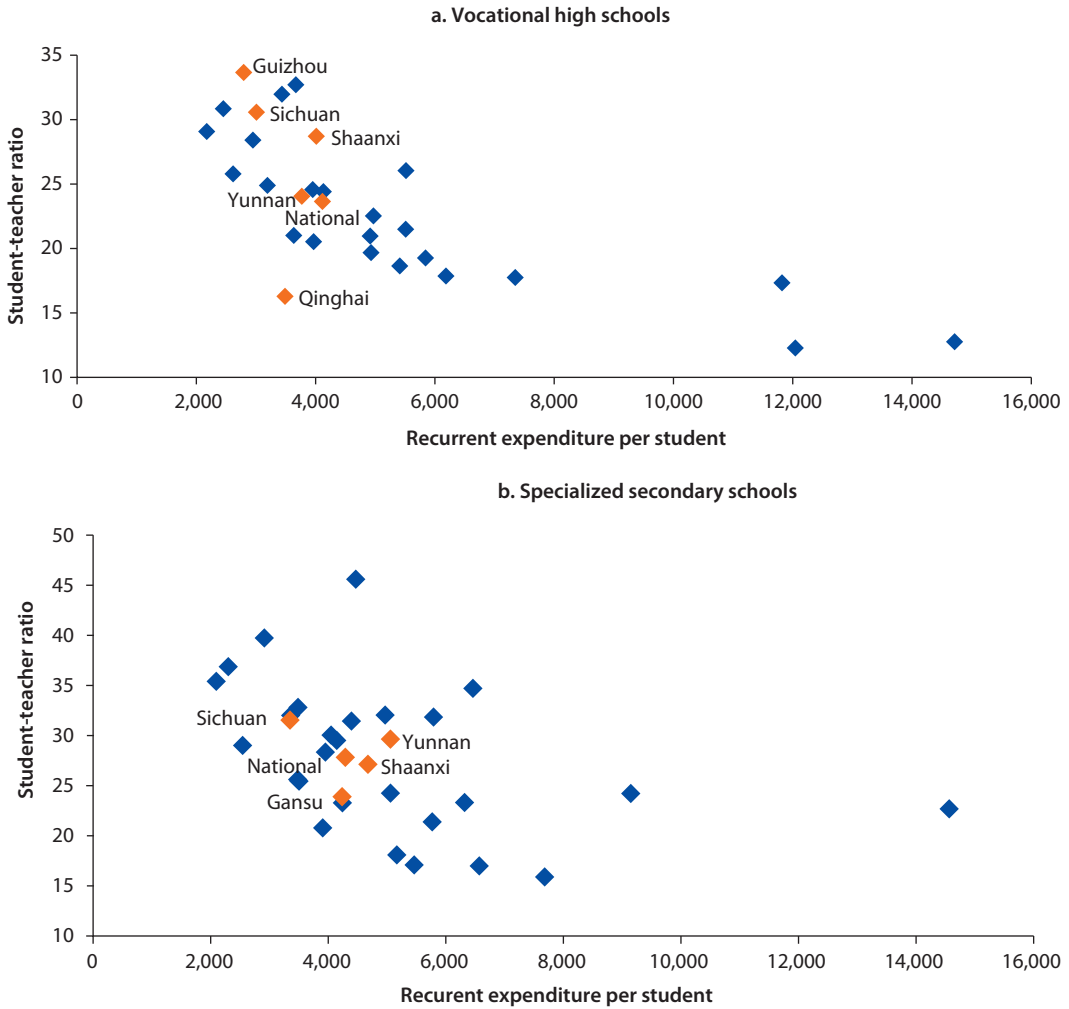 a. Vocational high schools
35
30
25
20
15
10
Student-teacher ratio
Guizhou
Sichuan
Shaanxi
Yunnan
National
Qinghai
0 2,000 4,000 6,000 8,000 10,000 12,000 14,000 16,000
Recurrent expenditure per student
b. Specialized secondary schools
50
45
40
35
30
25
20
15
10
Student-teacher ratio
Sichuan
Yunnan
National
Shaanxi
Gansu
0 2,000 4,000 6,000 8,000 10,000 12,000 14,000 16,000
Recurent expenditure per student